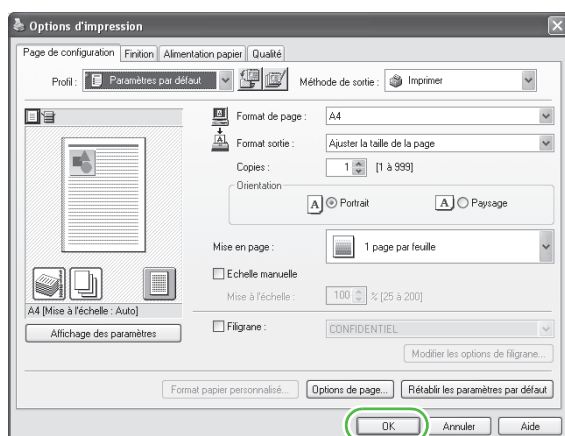 Options d'impression
Page de configuration Finition Alimentation papier Qualité
Profil : Paramètres par défaut Méthode de sortie : Imprimer
Format de page : A4
Format sortie : Ajuster la taille de la page
Copies : 1 [1 à 999]
Orientation
A Portrait A Paysage
Mise en page : 1 page par feuille
Echelle manuelle
Mise à l'échelle : 100 % [25 à 200]
A4 [Mise à l'échelle : Auto]
Affichage des paramètres
Filigrane : CONFIDENTIEL
Modifier les options de filigrane...
Format papier personnalisé... Options de page... Rétablir les paramètres par défaut
OK Annuler Aide